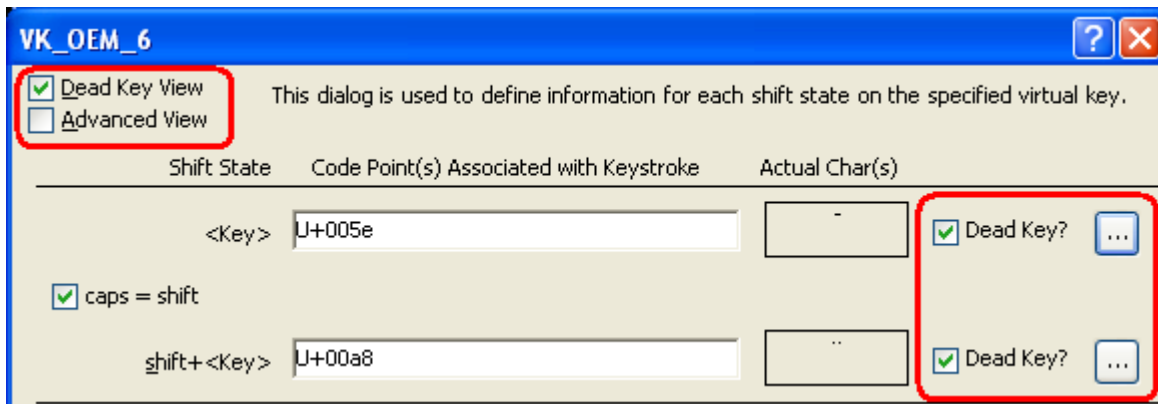 VK_OEM_6
Dead Key View
Advanced View
This dialog is used to define information for each shift state on the specified virtual key.
Shift State Code Point(s) Associated with Keystroke Actual Char(s)
<Key> U+005e ^ Dead Key? ...
caps = shift
shift+<Key> U+00a8 ¨ Dead Key? ...